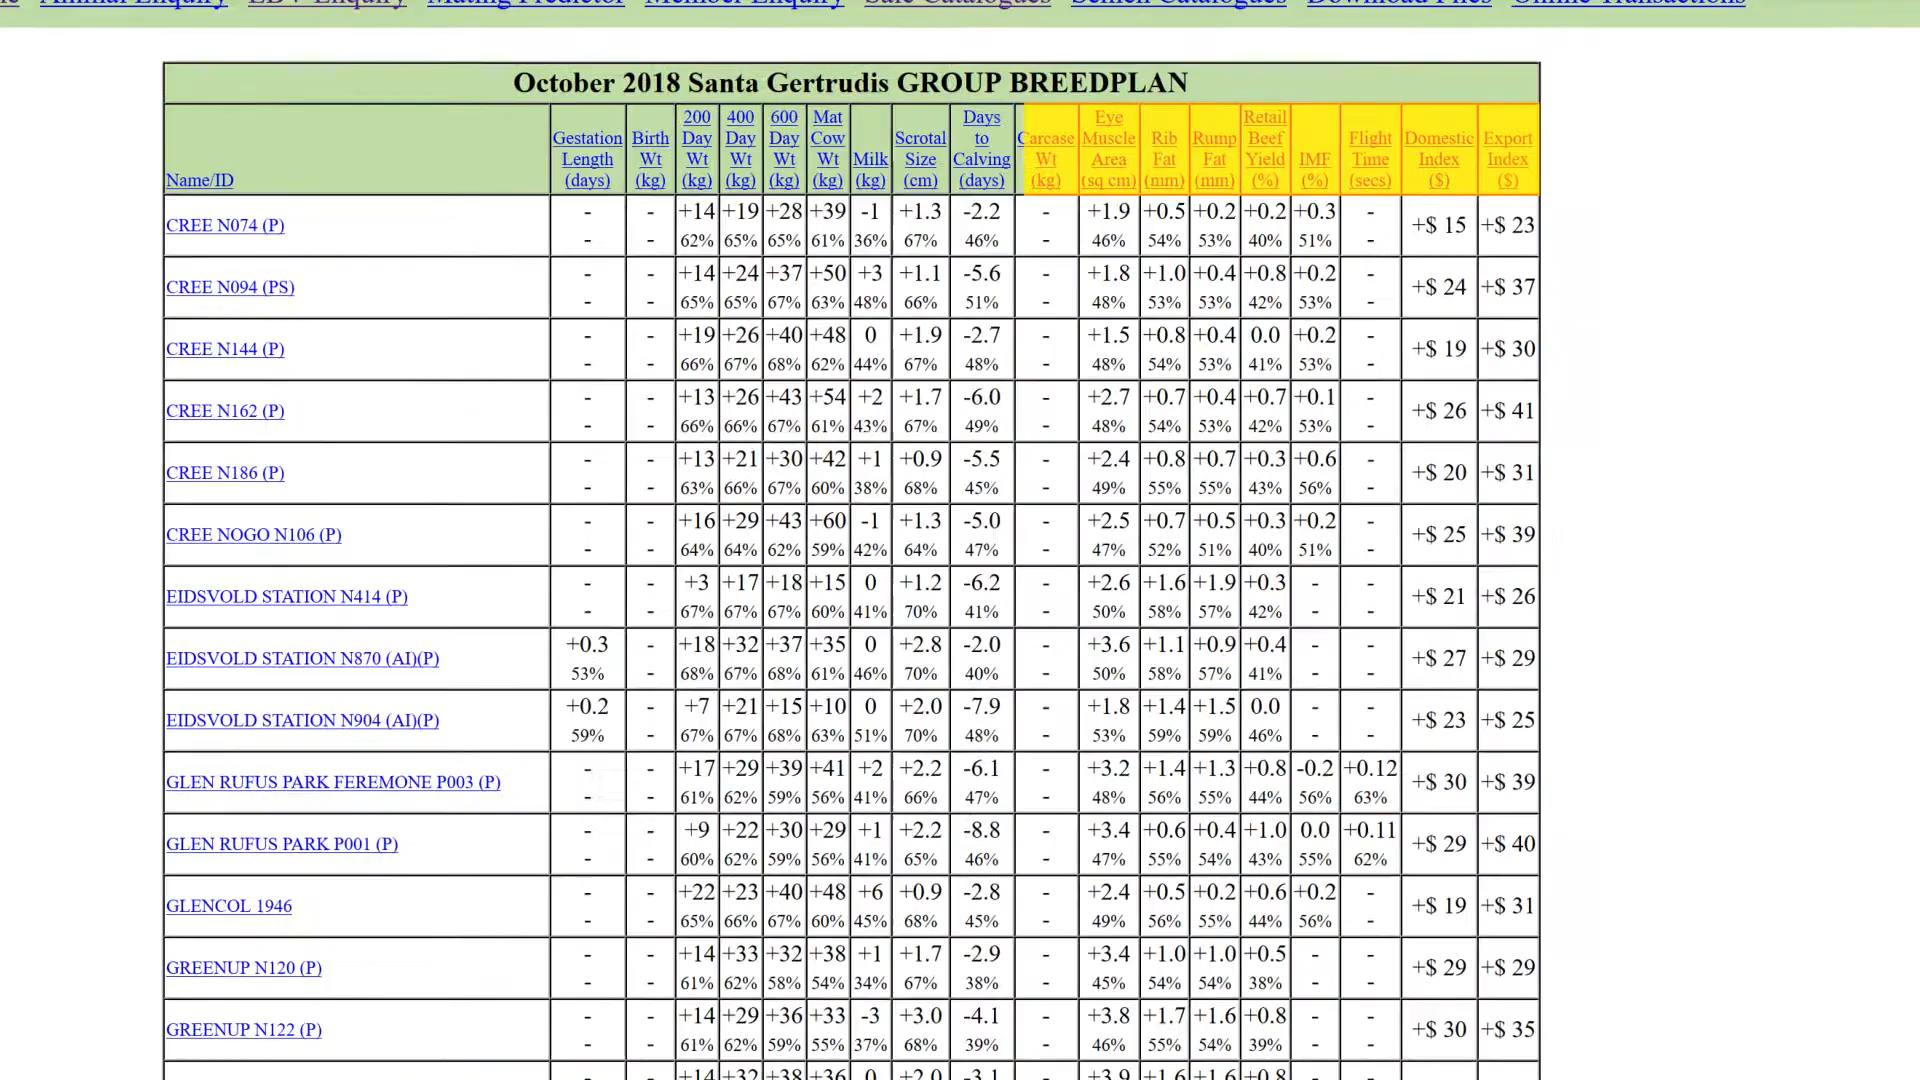 Animal Enquiry EBV Enquiry Mating Predictor Member Enquiry Sale Catalogues Semen Catalogues Download Files Online Transactions
October 2018 Santa Gertrudis GROUP BREEDPLAN
Name/ID Gestation Length (days) Birth Wt (kg) 200 Day Wt (kg) 400 Day Wt (kg) 600 Day Wt (kg) Mat Cow Wt (kg) Milk (kg) Scrotal Size (cm) Days to Calving (days) Carcase Wt (kg) Eye Muscle Area (sq cm) Rib Fat (mm) Rump Fat (mm) Retail Beef Yield (%) IMF (%) Flight Time (secs) Domestic Index ($) Export Index ($)
CREE N074 (P) - - +14 +19 +28 +39 -1 +1.3 -2.2 - +1.9 +0.5 +0.2 +0.2 +0.3 - +$ 15 +$ 23
- - 62% 65% 65% 61% 36% 67% 46% - 46% 54% 53% 40% 51% -
CREE N094 (PS) - - +14 +24 +37 +50 +3 +1.1 -5.6 - +1.8 +1.0 +0.4 +0.8 +0.2 - +$ 24 +$ 37
- - 65% 65% 67% 63% 48% 66% 51% - 48% 53% 53% 42% 53% -
CREE N144 (P) - - +19 +26 +40 +48 0 +1.9 -2.7 - +1.5 +0.8 +0.4 0.0 +0.2 - +$ 19 +$ 30
- - 66% 67% 68% 62% 44% 67% 48% - 48% 54% 53% 41% 53% -
CREE N162 (P) - - +13 +26 +43 +54 +2 +1.7 -6.0 - +2.7 +0.7 +0.4 +0.7 +0.1 - +$ 26 +$ 41
- - 66% 66% 67% 61% 43% 67% 49% - 48% 54% 53% 42% 53% -
CREE N186 (P) - - +13 +21 +30 +42 +1 +0.9 -5.5 - +2.4 +0.8 +0.7 +0.3 +0.6 - +$ 20 +$ 31
- - 63% 66% 67% 60% 38% 68% 45% - 49% 55% 55% 43% 56% -
CREE NOGO N106 (P) - - +16 +29 +43 +60 -1 +1.3 -5.0 - +2.5 +0.7 +0.5 +0.3 +0.2 - +$ 25 +$ 39
- - 64% 64% 62% 59% 42% 64% 47% - 47% 52% 51% 40% 51% -
EIDSVOLD STATION N414 (P) - - +3 +17 +18 +15 0 +1.2 -6.2 - +2.6 +1.6 +1.9 +0.3 - - +$ 21 +$ 26
- - 67% 67% 67% 60% 41% 70% 41% - 50% 58% 57% 42% - -
EIDSVOLD STATION N870 (AI)(P) +0.3 - +18 +32 +37 +35 0 +2.8 -2.0 - +3.6 +1.1 +0.9 +0.4 - - +$ 27 +$ 29
53% - 68% 67% 68% 61% 46% 70% 40% - 50% 58% 57% 41% - -
EIDSVOLD STATION N904 (AI)(P) +0.2 - +7 +21 +15 +10 0 +2.0 -7.9 - +1.8 +1.4 +1.5 0.0 - - +$ 23 +$ 25
59% - 67% 67% 68% 63% 51% 70% 48% - 53% 59% 59% 46% - -
GLEN RUFUS PARK FEREMONE P003 (P) - - +17 +29 +39 +41 +2 +2.2 -6.1 - +3.2 +1.4 +1.3 +0.8 -0.2 +0.12 +$ 30 +$ 39
- - 61% 62% 59% 56% 41% 66% 47% - 48% 56% 55% 44% 56% 63%
GLEN RUFUS PARK P001 (P) - - +9 +22 +30 +29 +1 +2.2 -8.8 - +3.4 +0.6 +0.4 +1.0 0.0 +0.11 +$ 29 +$ 40
- - 60% 62% 59% 56% 41% 65% 46% - 47% 55% 54% 43% 55% 62%
GLENCOL 1946 - - +22 +23 +40 +48 +6 +0.9 -2.8 - +2.4 +0.5 +0.2 +0.6 +0.2 - +$ 19 +$ 31
- - 65% 66% 67% 60% 45% 68% 45% - 49% 56% 55% 44% 56% -
GREENUP N120 (P) - - +14 +33 +32 +38 +1 +1.7 -2.9 - +3.4 +1.0 +1.0 +0.5 - - +$ 29 +$ 29
- - 61% 62% 58% 54% 34% 67% 38% - 45% 54% 54% 38% - -
GREENUP N122 (P) - - +14 +29 +36 +33 -3 +3.0 -4.1 - +3.8 +1.7 +1.6 +0.8 - - +$ 30 +$ 35
- - 61% 62% 59% 55% 37% 68% 39% - 46% 55% 54% 39% - -
+14 +32 +38 +36 0 +2.0 -3.1 +3.9 +1.6 +1.6 +0.8